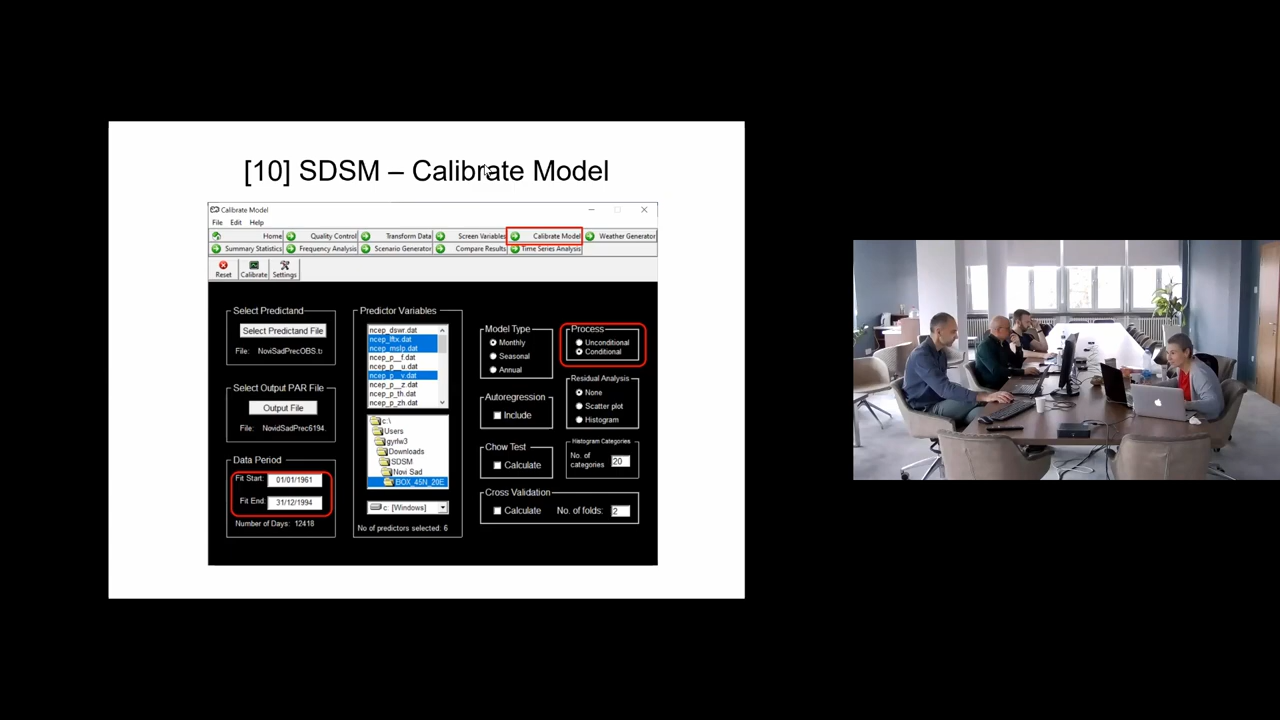 [10] SDSM – Calibrate Model
Calibrate Model
File Edit Help
Home Quality Control Transform Data Screen Variables Calibrate Model Weather Generator
Summary Statistics Frequency Analysis Scenario Generator Compare Results Time Series Analysis
Reset Calibrate Settings
Select Predictand
Select Predictand File
File: NoviSadPrecOBS.tx
Select Output PAR File
Output File
File: NovidSadPrec6194.
Data Period
Fit Start: 01/01/1961
Fit End: 31/12/1994
Number of Days: 12418
Predictor Variables
ncep_dswr.dat
ncep_lftx.dat
ncep_mslp.dat
ncep_p__f.dat
ncep_p__u.dat
ncep_p__v.dat
ncep_p__z.dat
ncep_p_th.dat
ncep_p_zh.dat
c:\
Users
gyrlw3
Downloads
SDSM
Novi Sad
BOX_45N_20E
c: [Windows]
No of predictors selected: 6
Model Type
Monthly
Seasonal
Annual
Process
Unconditional
Conditional
Autoregression
Include
Residual Analysis
None
Scatter plot
Histogram
Chow Test
Calculate
Histogram Categories
No. of
categories 20
Cross Validation
Calculate No. of folds: 2